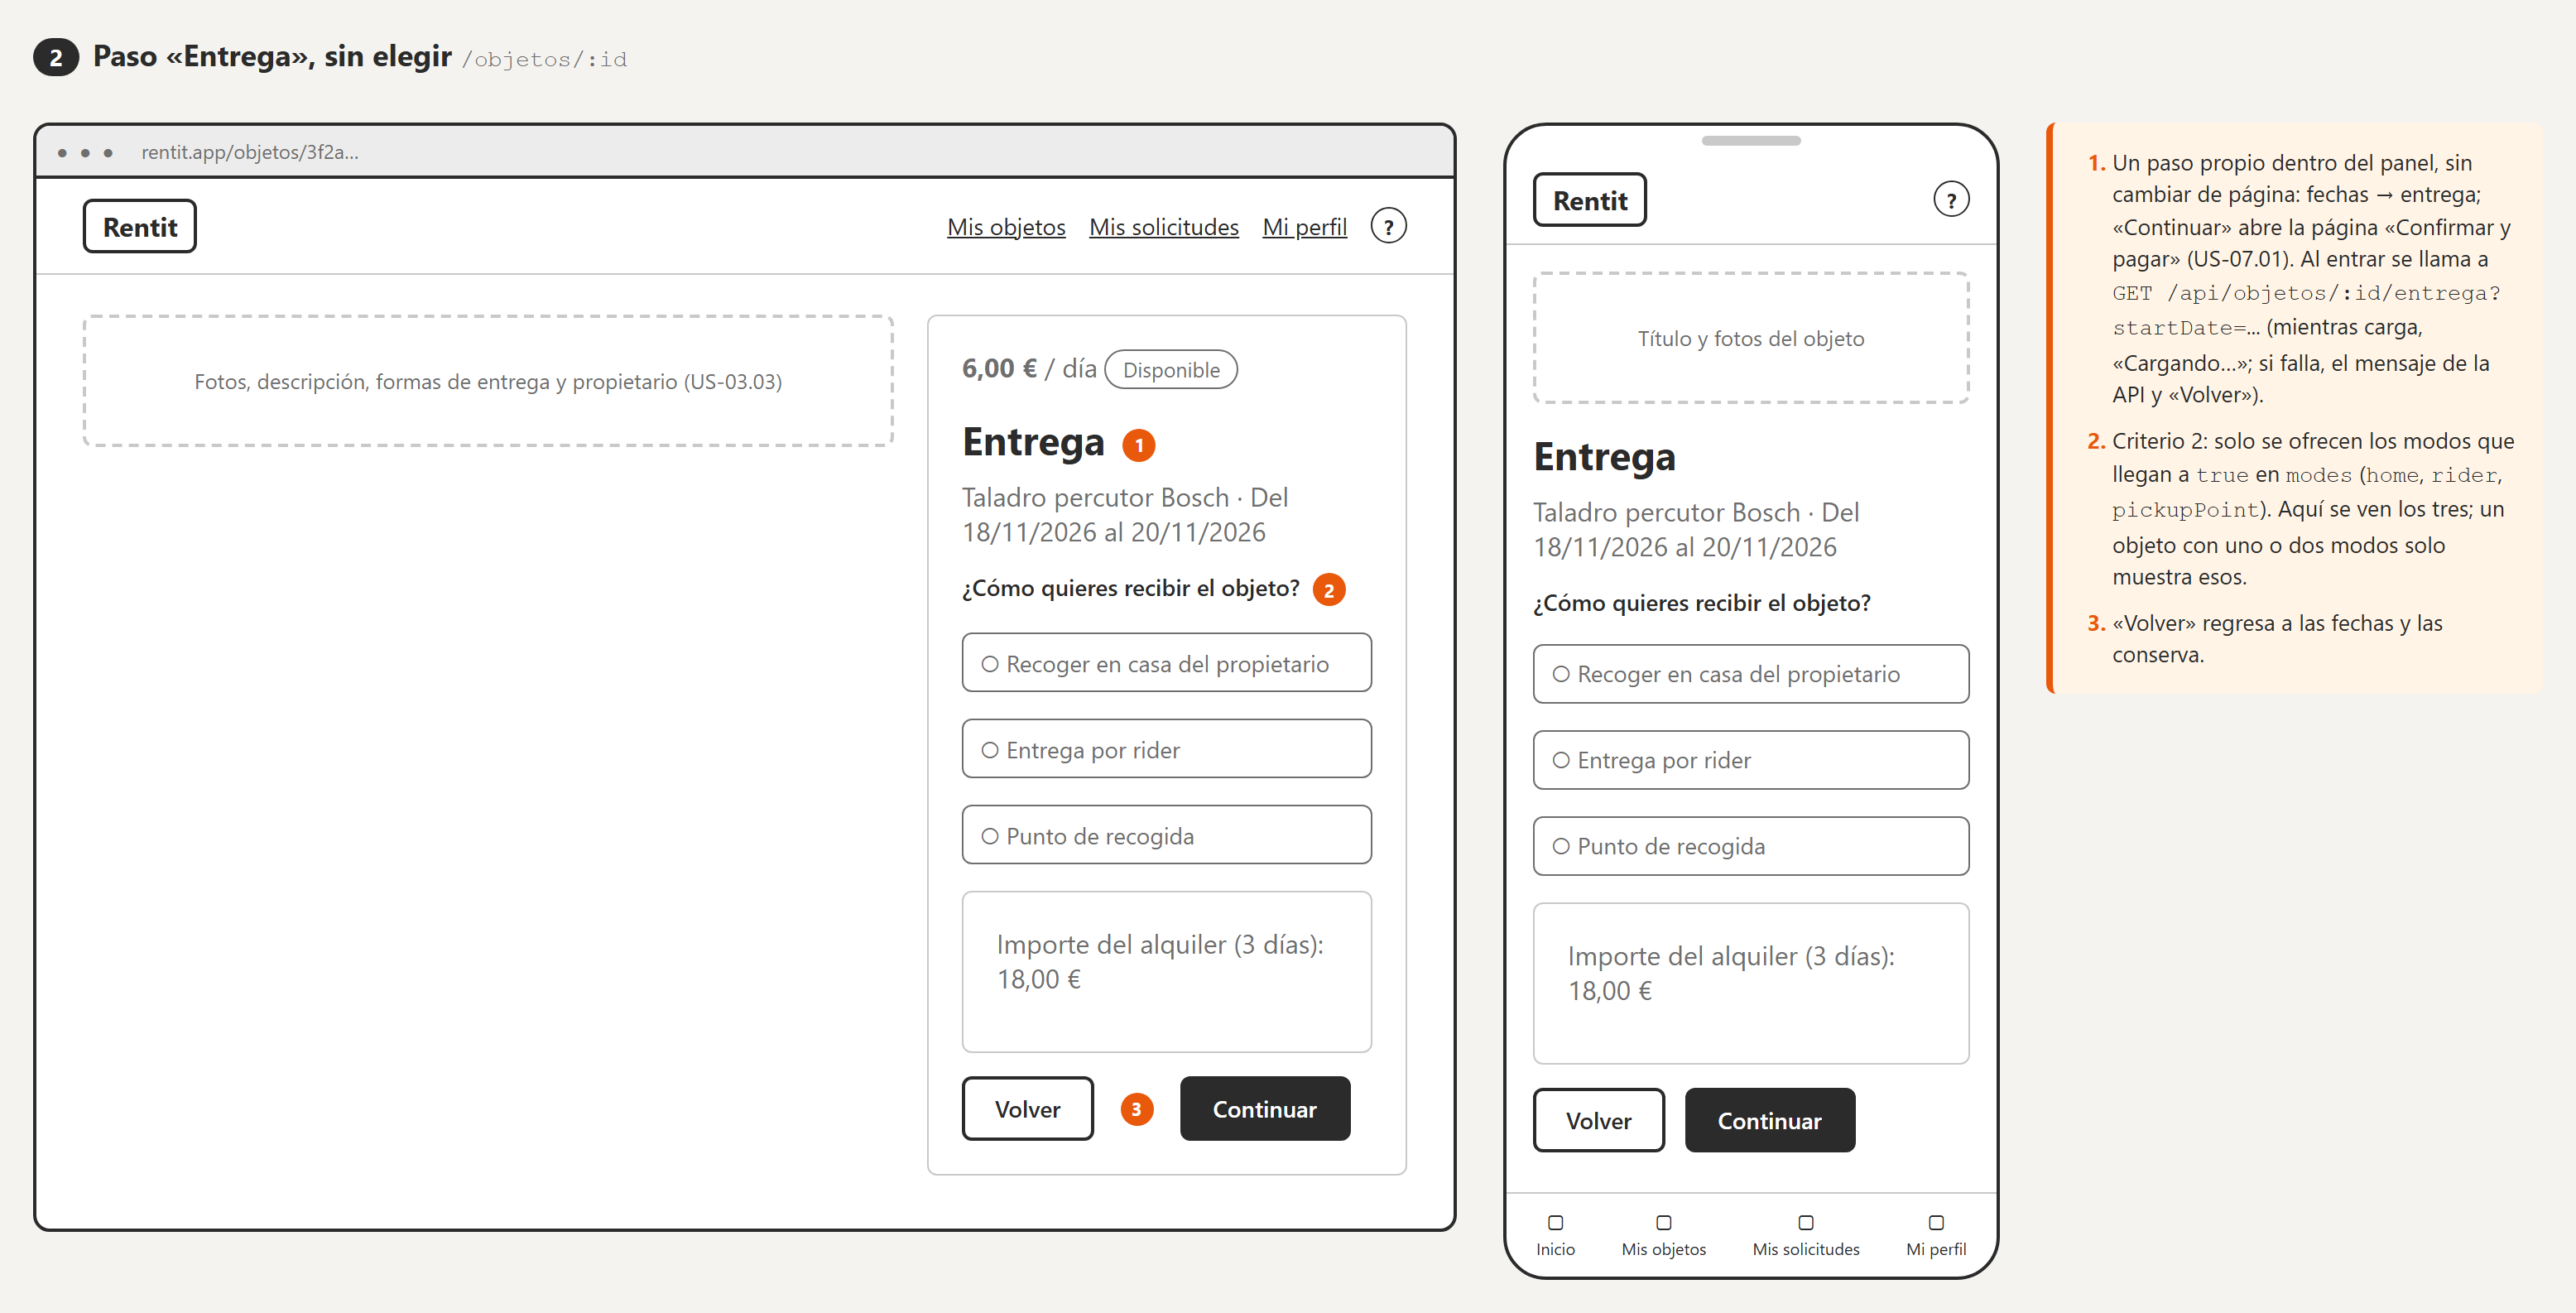 2 Paso «Entrega», sin elegir /objetos/:id
rentit.app/objetos/3f2a...
Rentit
Mis objetos Mis solicitudes Mi perfil ?
Fotos, descripción, formas de entrega y propietario (US-03.03)
6,00 € / día Disponible
Entrega 1
Taladro percutor Bosch · Del
18/11/2026 al 20/11/2026
¿Cómo quieres recibir el objeto? 2
Recoger en casa del propietario
Entrega por rider
Punto de recogida
Importe del alquiler (3 días):
18,00 €
Volver 3 Continuar
Rentit ?
Título y fotos del objeto
Entrega
Taladro percutor Bosch · Del
18/11/2026 al 20/11/2026
¿Cómo quieres recibir el objeto?
Recoger en casa del propietario
Entrega por rider
Punto de recogida
Importe del alquiler (3 días):
18,00 €
Volver Continuar
Inicio Mis objetos Mis solicitudes Mi perfil
1. Un paso propio dentro del panel, sin
cambiar de página: fechas → entrega;
«Continuar» abre la página «Confirmar y
pagar» (US-07.01). Al entrar se llama a
GET /api/objetos/:id/entrega?
startDate=… (mientras carga,
«Cargando…»; si falla, el mensaje de la
API y «Volver»).
2. Criterio 2: solo se ofrecen los modos que
llegan a true en modes (home, rider,
pickupPoint). Aquí se ven los tres; un
objeto con uno o dos modos solo
muestra esos.
3. «Volver» regresa a las fechas y las
conserva.